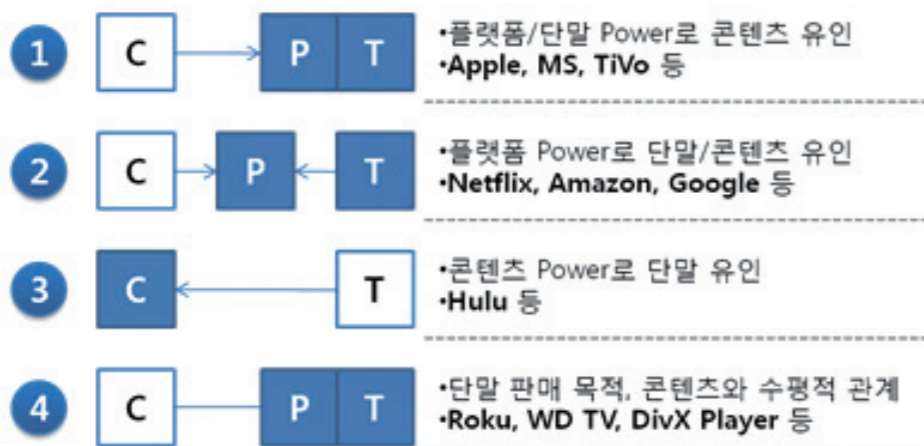 1 C P T
•플랫폼/단말 Power로 콘텐츠 유인
•Apple, MS, TiVo 등
2 C P T
•플랫폼 Power로 단말/콘텐츠 유인
•Netflix, Amazon, Google 등
3 C T
•콘텐츠 Power로 단말 유인
•Hulu 등
4 C P T
•단말 판매 목적, 콘텐츠와 수평적 관계
•Roku, WD TV, DivX Player 등